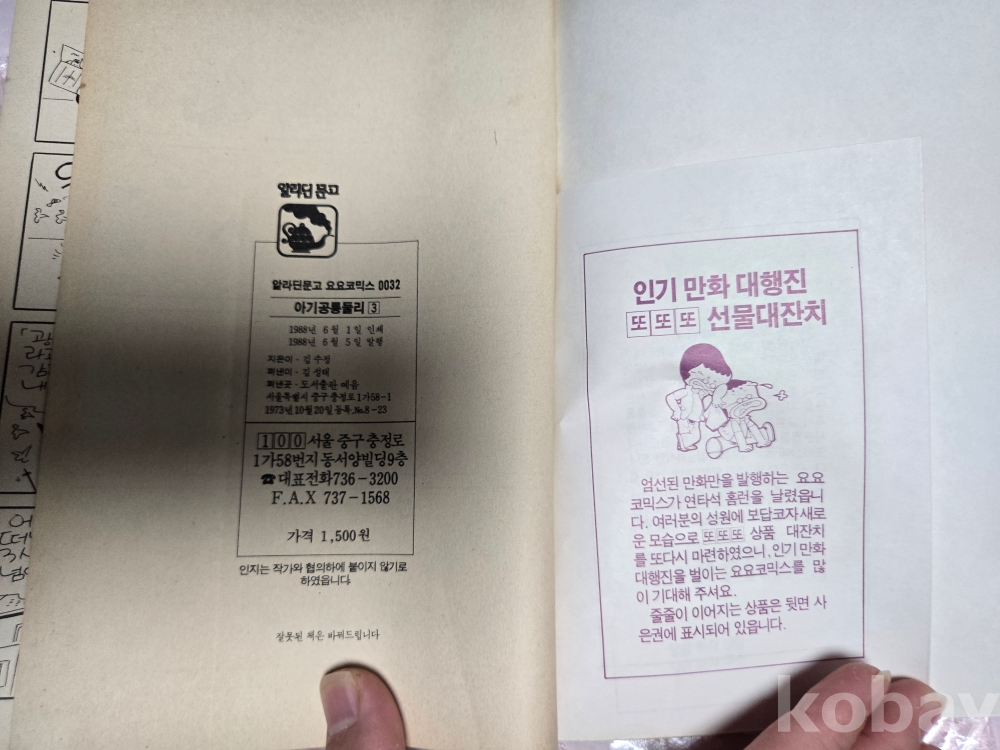 알라딘 문고
알라딘문고 요요코믹스 0032
아기공룡둘리 3
1988년 6월 1일 인쇄
1988년 6월 5일 발행
지은이·김수정
도서출판 예음
서울특별시 중구 충정로 1가58-1
1973년 10월 20일 등록. No.8-23
100 서울 중구 충정로
1가58번지 동서양빌딩9층
☎대표전화 736-3200
F.A.X 737-1568
가격 1,500원
인지는 작가와 협의하에 붙이지 않기로
하였읍니다.
잘못된 책은 바꿔드립니다
인기 만화 대행진
또 또 또 선물대잔치
엄선된 만화만을 발행하는 요요
코믹스가 연타석 홈런을 날렸읍니
다. 여러분의 성원에 보답코자 새로
운 모습으로 또또또 상품 대잔치
를 또다시 마련하였으니, 인기 만화
대행진을 벌이는 요요코믹스를 많
이 기대해 주셔요.
줄줄이 이어지는 상품은 뒷면 사
은권에 표시되어 있읍니다.
kobay